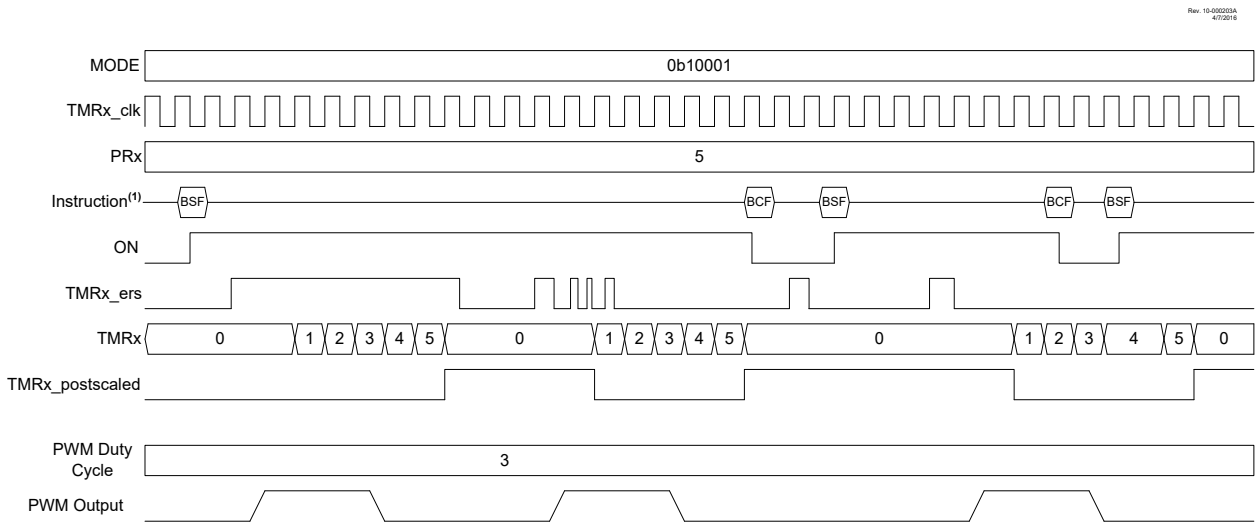 Rev. 10-000203A
4/7/2016
MODE 0b10001
TMRx_clk
PRx 5
Instruction(1) BSF BCF BSF BCF BSF
ON
TMRx_ers
TMRx 0 1 2 3 4 5 0 1 2 3 4 5 0 1 2 3 4 5 0
TMRx_postscaled
PWM Duty
Cycle 3
PWM Output